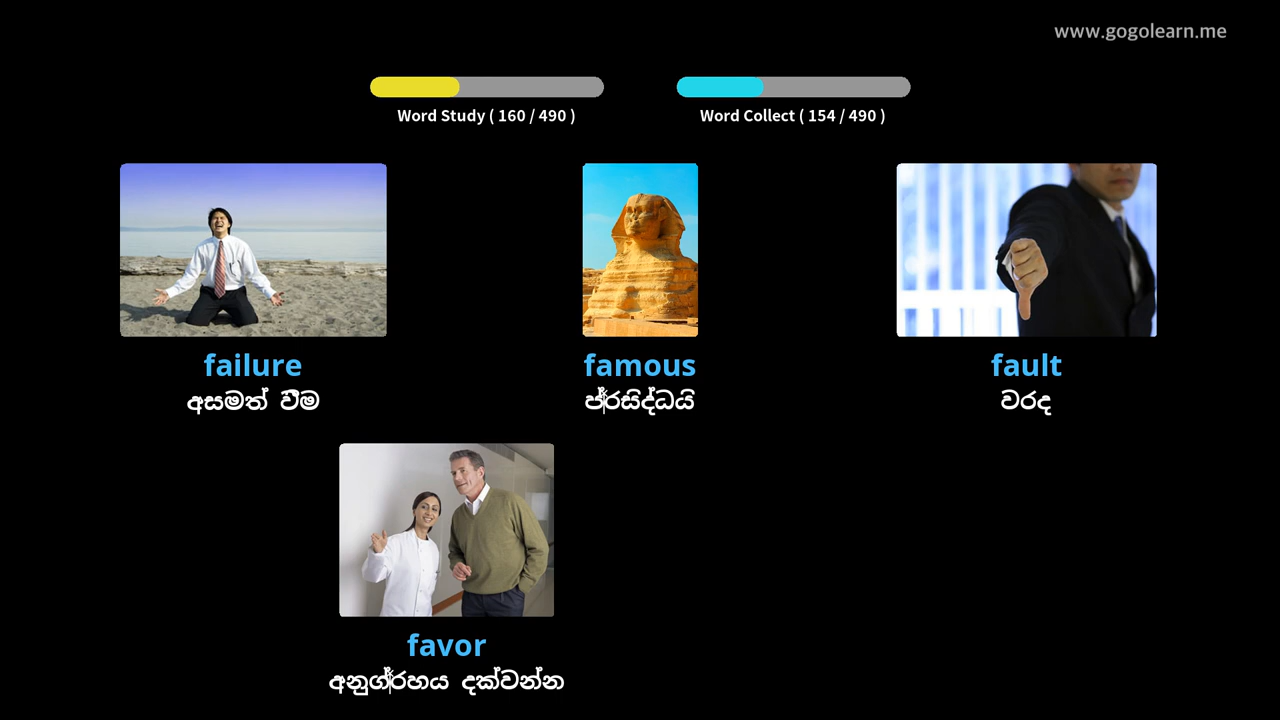 www.gogolearn.me
Word Study ( 160 / 490 )
Word Collect ( 154 / 490 )
failure
අසමත් වීම
famous
ප්‍රසිද්ධයි
fault
වරද
favor
අනුග්‍රහය දක්වන්න